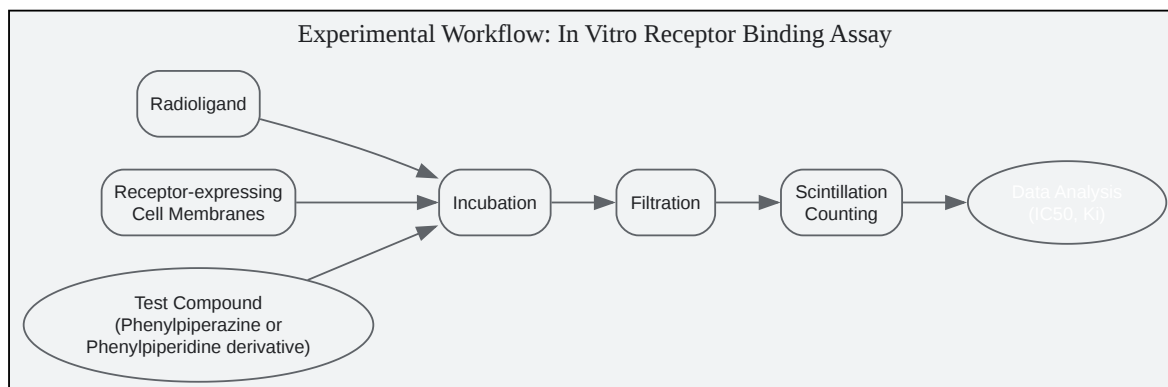 Experimental Workflow: In Vitro Receptor Binding Assay
Radioligand
Receptor-expressing
Cell Membranes
Incubation
Filtration
Scintillation
Counting
Data Analysis
(IC50, Ki)
Test Compound
(Phenylpiperazine or
Phenylpiperidine derivative)